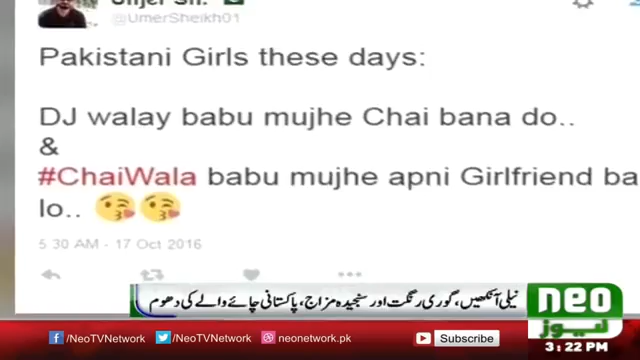 @UmerSheikh01
Pakistani Girls these days:
DJ walay babu mujhe Chai bana do..
&
#ChaiWala babu mujhe apni Girlfriend ba
lo.. 😘😘
5:30 AM - 17 Oct 2016
نیلی آنکھیں، گوری رنگت اور سنجیدہ مزاج، پاکستانی چائے والے کی دھوم
neo
نیوز
3:22 PM
/NeoTVNetwork
/NeoTVNetwork
neonetwork.pk
Subscribe